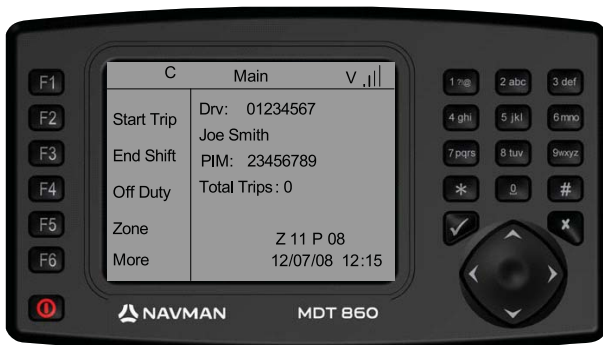 C Main V
Start Trip
End Shift
Off Duty
Zone
More
Drv: 01234567
Joe Smith
PIM: 23456789
Total Trips: 0
Z 11 P 08
12/07/08 12:15
F1
F2
F3
F4
F5
F6
1 ?!@ 2 abc 3 def
4 ghi 5 jkl 6 mno
7 pqrs 8 tuv 9wxyz
* 0 #
NAVMAN MDT 860